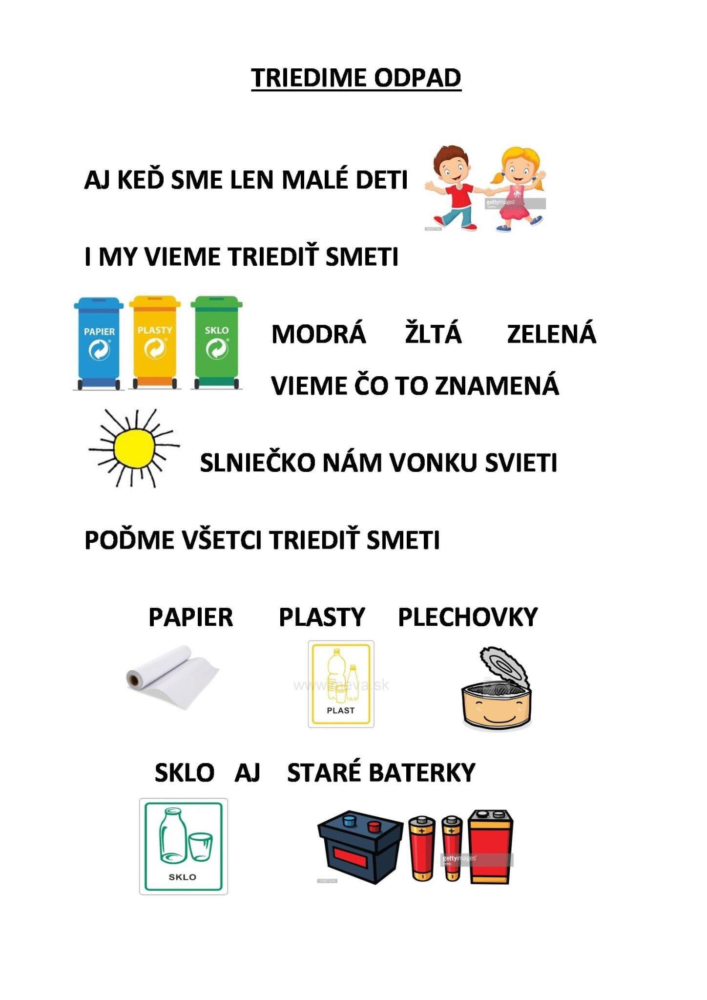 TRIEDIME ODPAD
AJ KEĎ SME LEN MALÉ DETI
gettyimages
I MY VIEME TRIEDIŤ SMETI
PAPIER PLASTY SKLO
MODRÁ ŽLTÁ ZELENÁ
VIEME ČO TO ZNAMENÁ
SLNIEČKO NÁM VONKU SVIETI
POĎME VŠETCI TRIEDIŤ SMETI
PAPIER PLASTY PLECHOVKY
www.meva.sk
PLAST
SKLO AJ STARÉ BATERKY
gettyimages
SKLO